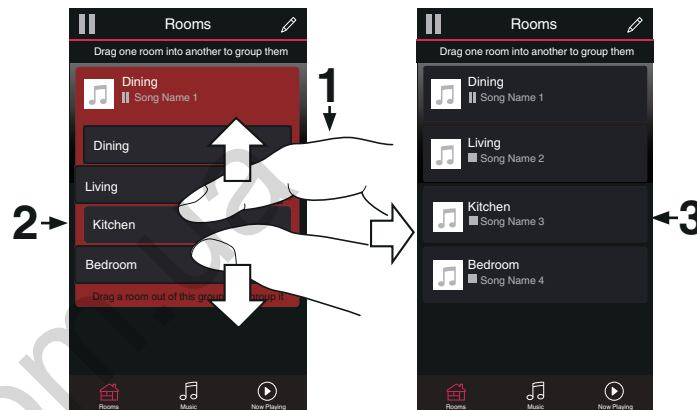 Rooms
Drag one room into another to group them
Dining
Song Name 1
Dining
Living
Kitchen
Bedroom
Drag a room out of this group
group it
Rooms
Music
Now Playing
1
2
Rooms
Drag one room into another to group them
Dining
Song Name 1
Living
Song Name 2
Kitchen
Song Name 3
Bedroom
Song Name 4
Rooms
Music
Now Playing
3